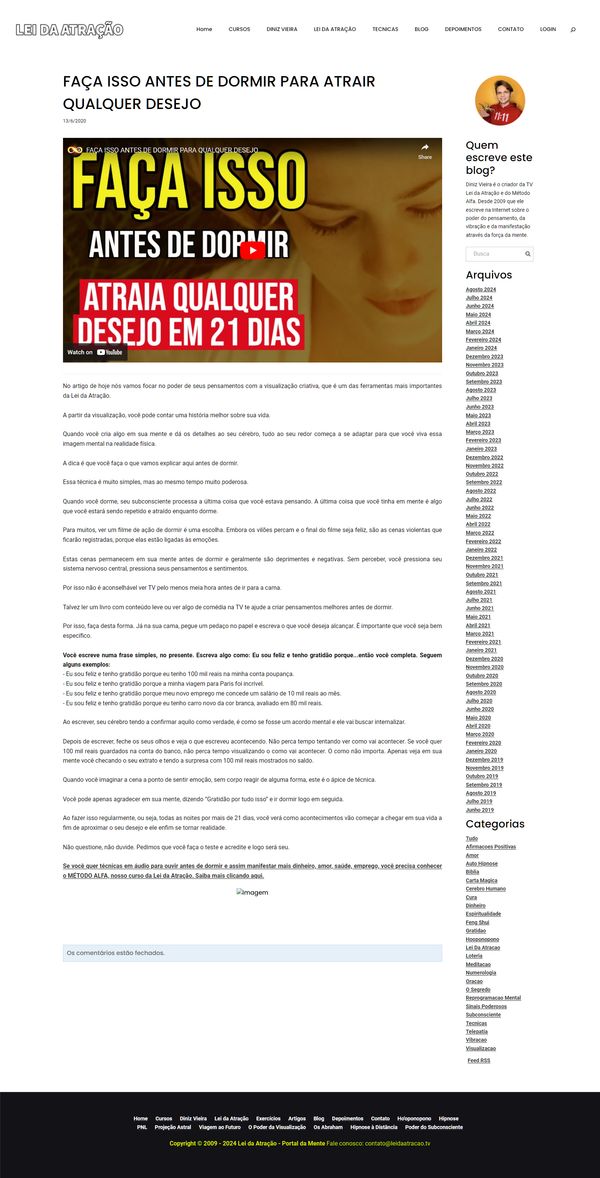 LEI DA ATRAÇÃO
Home CURSOS DINIZ VIEIRA LEI DA ATRAÇÃO TECNICAS BLOG DEPOIMENTOS CONTATO LOGIN
FAÇA ISSO ANTES DE DORMIR PARA ATRAIR
QUALQUER DESEJO
13/6/2020
FAÇA ISSO ANTES DE DORMIR PARA QUALQUER DESEJO
Share
FAÇA ISSO
ANTES DE DORMIR
ATRAIA QUALQUER
DESEJO EM 21 DIAS
Watch on YouTube
No artigo de hoje nós vamos focar no poder de seus pensamentos com a visualização criativa, que é um das ferramentas mais importantes
da Lei da Atração.
A partir da visualização, você pode contar uma história melhor sobre sua vida.
Quando você cria algo em sua mente e dá os detalhes ao seu cérebro, tudo ao seu redor começa a se adaptar para que você viva essa
imagem mental na realidade física.
A dica é que você faça o que vamos explicar aqui antes de dormir.
Essa técnica é muito simples, mas ao mesmo tempo muito poderosa.
Quando você dorme, seu subconsciente processa a última coisa que você estava pensando. A última coisa que você tinha em mente é algo
que você estará sendo repetido e atraído enquanto dorme.
Para muitos, ver um filme de ação de dormir é uma escolha. Embora os vilões percam e o final do filme seja feliz, são as cenas violentas que
ficarão registradas, porque elas estão ligadas às emoções.
Estas cenas permanecem em sua mente antes de dormir e geralmente são deprimentes e negativas. Sem perceber, você pressiona seu
sistema nervoso central, pressiona seus pensamentos e sentimentos.
Por isso não é aconselhável ver TV pelo menos meia hora antes de ir para a cama.
Talvez ler um livro com conteúdo leve ou ver algo de comédia na TV te ajude a criar pensamentos melhores antes de dormir.
Por isso, faça desta forma. Já na sua cama, pegue um pedaço no papel e escreva o que você deseja alcançar. É importante que você seja bem
específico.
Você escreve numa frase simples, no presente. Escreva algo como: Eu sou feliz e tenho gratidão porque...então você completa. Seguem
alguns exemplos:
- Eu sou feliz e tenho gratidão porque eu tenho 100 mil reais na minha conta poupança.
- Eu sou feliz e tenho gratidão porque a minha viagem para Paris foi incrível.
- Eu sou feliz e tenho gratidão porque meu novo emprego me concede um salário de 10 mil reais ao mês.
- Eu sou feliz e tenho gratidão porque eu tenho carro novo da cor branca, avaliado em 80 mil reais.
Ao escrever, seu cérebro tendo a confirmar aquilo como verdade, é como se fosse um acordo mental e ele vai buscar internalizar.
Depois de escrever, feche os seus olhos e veja o que escreveu acontecendo. Não perca tempo tentando ver como vai acontecer. Se você quer
100 mil reais guardados na conta do banco, não perca tempo visualizando o como vai acontecer. O como não importa. Apenas veja em sua
mente você checando o seu extrato e tendo a surpresa com 100 mil reais mostrados no saldo.
Quando você imaginar a cena a ponto de sentir emoção, sem corpo reagir de alguma forma, este é o ápice de técnica.
Você pode apenas agradecer em sua mente, dizendo "Gratidão por tudo isso" e ir dormir logo em seguida.
Ao fazer isso regularmente, ou seja, todas as noites por mais de 21 dias, você verá como acontecimentos vão começar a chegar em sua vida a
fim de aproximar o seu desejo e ele enfim se tornar realidade.
Não questione, não duvide. Pedimos que você faça o teste e acredite e logo será seu.
Se você quer técnicas em áudio para ouvir antes de dormir e assim manifestar mais dinheiro, amor, saúde, emprego, você precisa conhecer
o MÉTODO ALFA, nosso curso da Lei da Atração. Saiba mais clicando aqui.
Imagem
Os comentários estão fechados.
11:11
Quem
escreve este
blog?
Diniz Vieira é o criador da TV
Lei da Atração e do Método
Alfa. Desde 2009 que ele
escreve na Internet sobre o
poder do pensamento, da
vibração e da manifestação
através da força da mente.
Busca
Arquivos
Agosto 2024
Julho 2024
Junho 2024
Maio 2024
Abril 2024
Março 2024
Fevereiro 2024
Janeiro 2024
Dezembro 2023
Novembro 2023
Outubro 2023
Setembro 2023
Agosto 2023
Julho 2023
Junho 2023
Maio 2023
Abril 2023
Março 2023
Fevereiro 2023
Janeiro 2023
Dezembro 2022
Novembro 2022
Outubro 2022
Setembro 2022
Agosto 2022
Julho 2022
Junho 2022
Maio 2022
Abril 2022
Março 2022
Fevereiro 2022
Janeiro 2022
Dezembro 2021
Novembro 2021
Outubro 2021
Setembro 2021
Agosto 2021
Julho 2021
Junho 2021
Maio 2021
Abril 2021
Março 2021
Fevereiro 2021
Janeiro 2021
Dezembro 2020
Novembro 2020
Outubro 2020
Setembro 2020
Agosto 2020
Julho 2020
Junho 2020
Maio 2020
Abril 2020
Março 2020
Fevereiro 2020
Janeiro 2020
Dezembro 2019
Novembro 2019
Outubro 2019
Setembro 2019
Agosto 2019
Julho 2019
Junho 2019
Categorias
Tudo
Afirmacoes Positivas
Amor
Auto Hipnose
Biblia
Carta Magica
Cerebro Humano
Cura
Dinheiro
Espiritualidade
Feng Shui
Gratidao
Hooponopono
Lei Da Atracao
Loteria
Meditacao
Numerologia
Oracao
O Segredo
Reprogramacao Mental
Sinais Poderosos
Subconsciente
Tecnicas
Telepatia
Vibracao
Visualizacao
Feed RSS
Home Cursos Diniz Vieira Lei da Atração Exercícios Artigos Blog Depoimentos Contato Ho'oponopono Hipnose
PNL Projeção Astral Viagem ao Futuro O Poder da Visualização Os Abraham Hipnose à Distância Poder do Subconsciente
Copyright © 2009 - 2024 Lei da Atração - Portal da Mente Fale conosco: contato@leidaatracao.tv